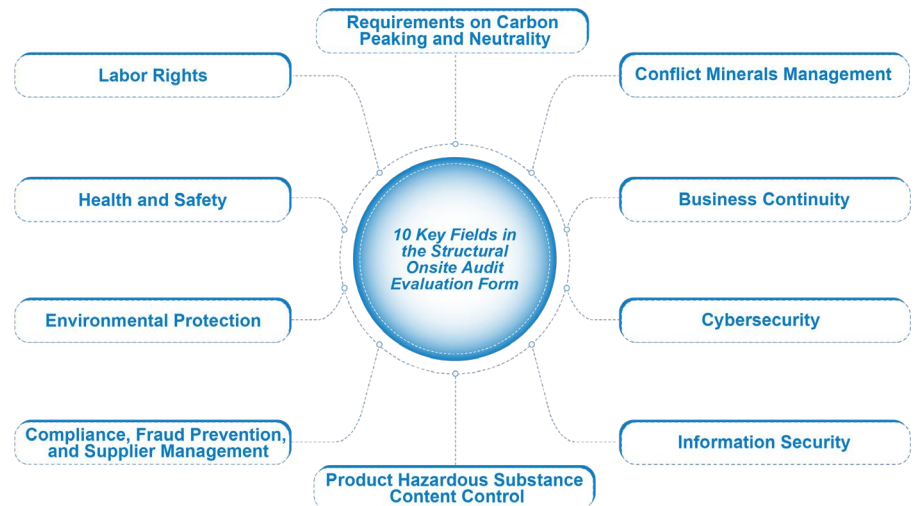 Requirements on Carbon
Peaking and Neutrality
Labor Rights
Conflict Minerals Management
Health and Safety
Business Continuity
10 Key Fields in
the Structural
Onsite Audit
Evaluation Form
Environmental Protection
Cybersecurity
Compliance, Fraud Prevention,
and Supplier Management
Information Security
Product Hazardous Substance
Content Control